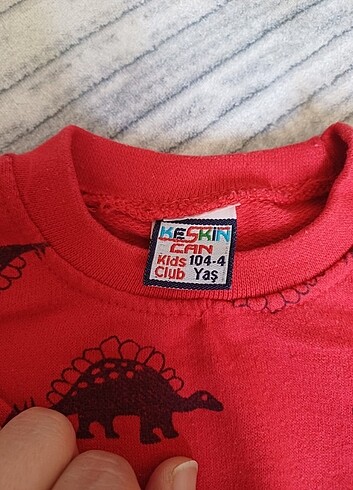 KESKIN
CAN
Kids 104-4
Club Yaş